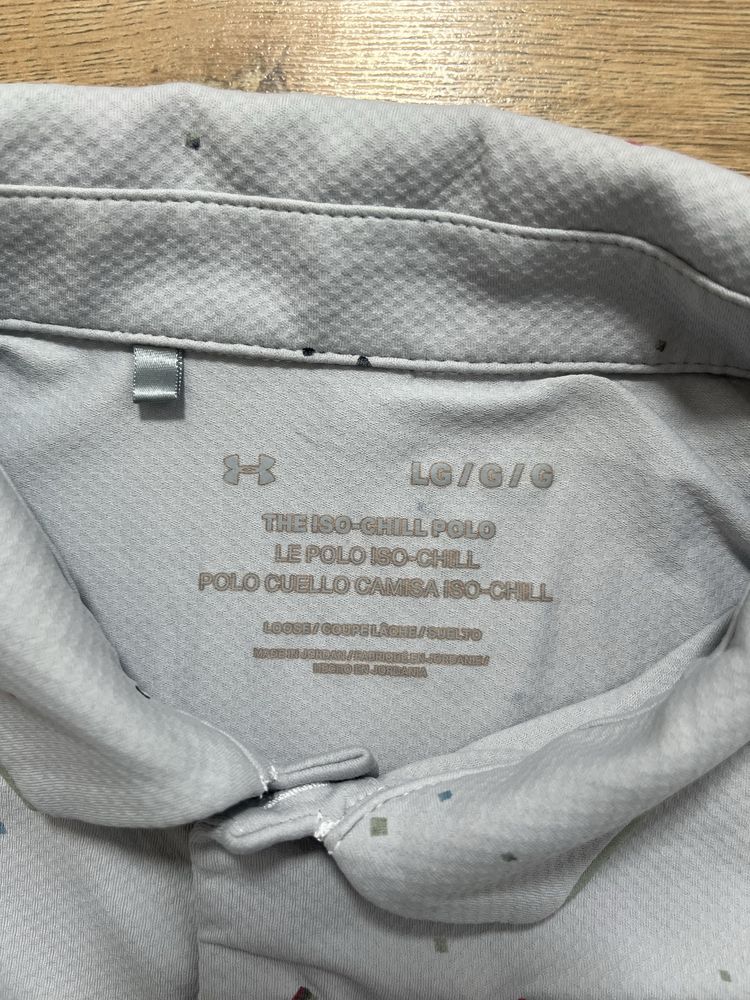 LG / G / G
THE ISO-CHILL POLO
LE POLO ISO-CHILL
POLO CUELLO CAMISA ISO-CHILL
LOOSE / COUPE LÂCHE / SUELTO
MADE IN JORDAN / FABRIQUÉ EN JORDANIE /
HECHO EN JORDANIA